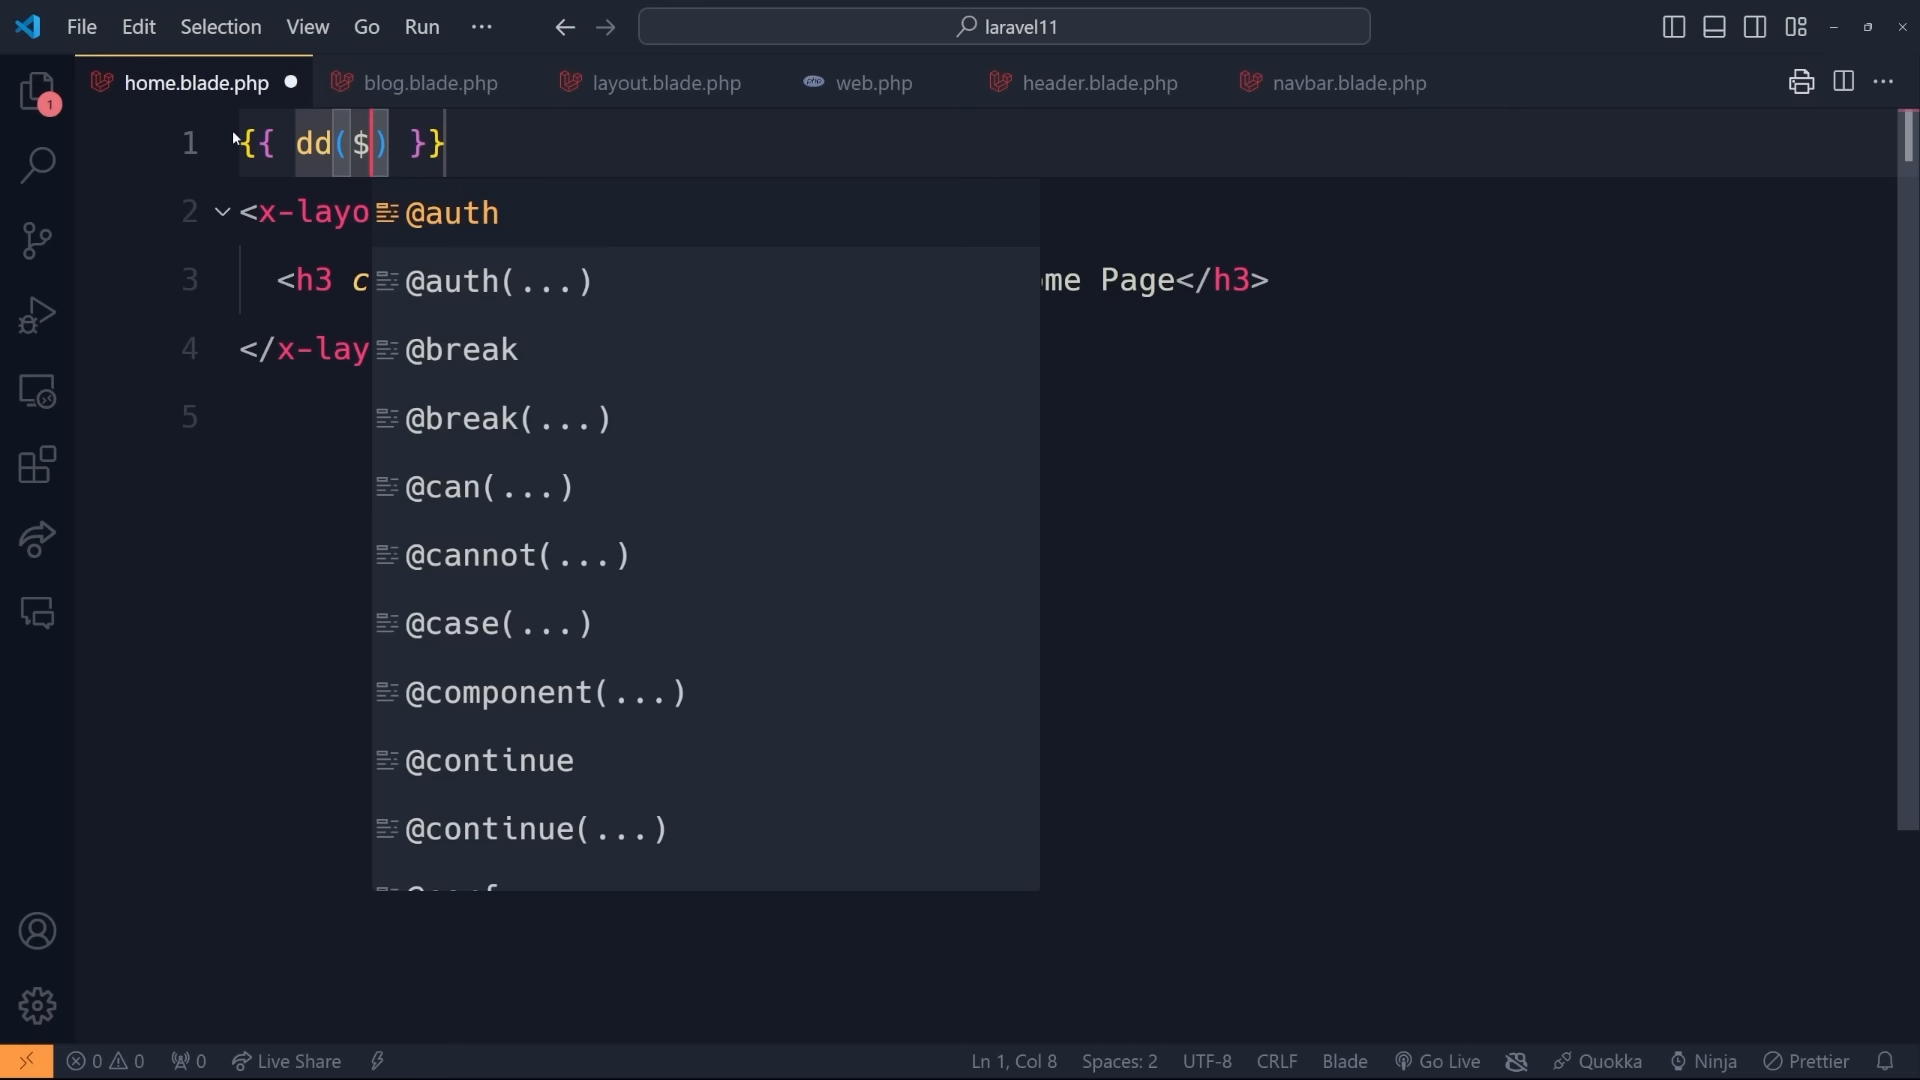 File Edit Selection View Go Run ··· laravel11
home.blade.php blog.blade.php layout.blade.php php web.php header.blade.php navbar.blade.php
1
1 {{ dd($) }}
2 <x-layo
@auth
3 <h3 c @auth(...) me Page</h3>
4 </x-lay @break
5 @break(...)
@can(...)
@cannot(...)
@case(...)
@component(...)
@continue
@continue(...)
0 0 0 Live Share Ln 1, Col 8 Spaces: 2 UTF-8 CRLF Blade Go Live Quokka Ninja Prettier